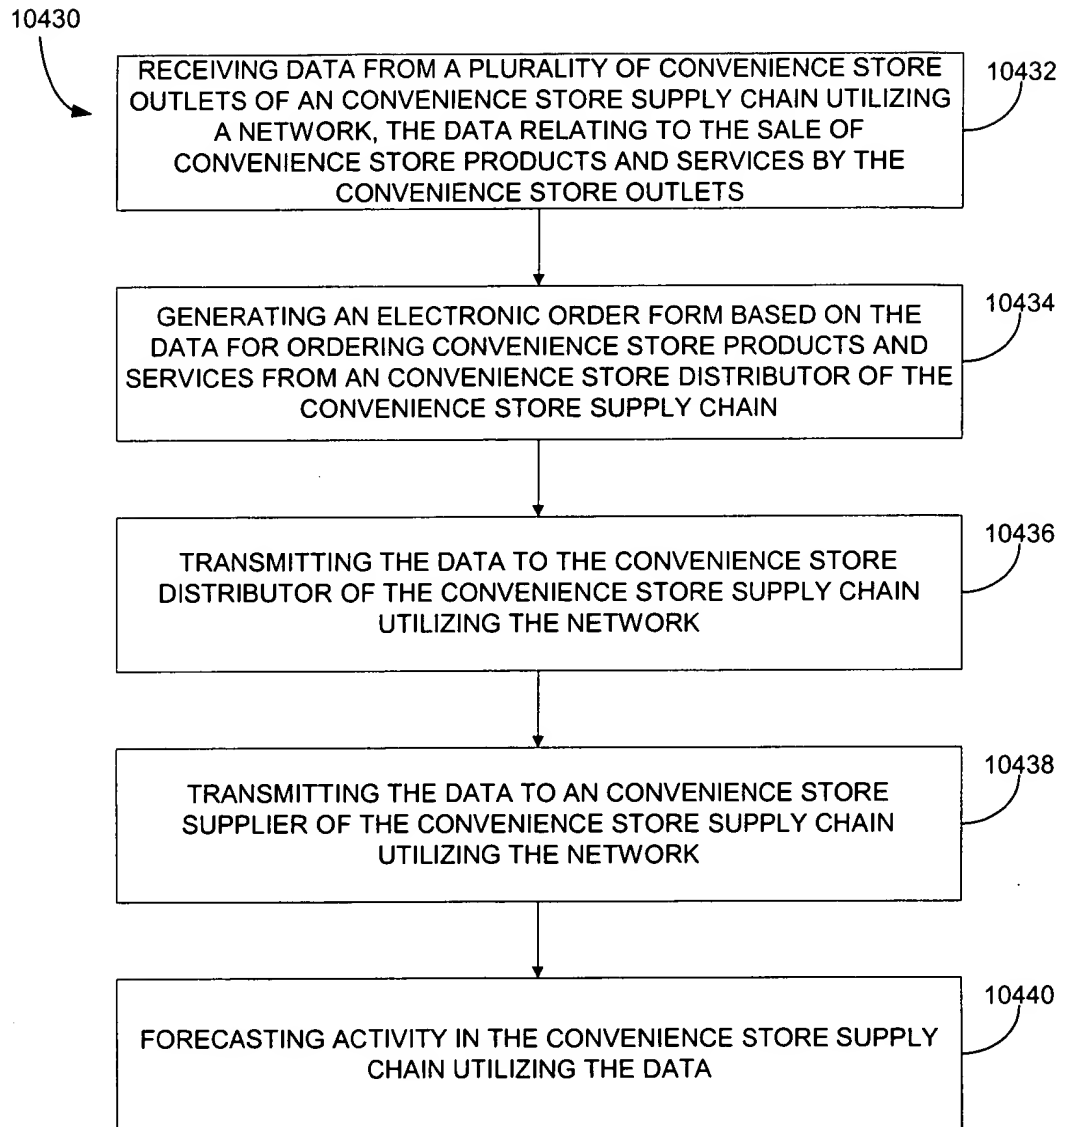 10430
RECEIVING DATA FROM A PLURALITY OF CONVENIENCE STORE
OUTLETS OF AN CONVENIENCE STORE SUPPLY CHAIN UTILIZING
A NETWORK, THE DATA RELATING TO THE SALE OF
CONVENIENCE STORE PRODUCTS AND SERVICES BY THE
CONVENIENCE STORE OUTLETS
10432
GENERATING AN ELECTRONIC ORDER FORM BASED ON THE
DATA FOR ORDERING CONVENIENCE STORE PRODUCTS AND
SERVICES FROM AN CONVENIENCE STORE DISTRIBUTOR OF THE
CONVENIENCE STORE SUPPLY CHAIN
10434
TRANSMITTING THE DATA TO THE CONVENIENCE STORE
DISTRIBUTOR OF THE CONVENIENCE STORE SUPPLY CHAIN
UTILIZING THE NETWORK
10436
TRANSMITTING THE DATA TO AN CONVENIENCE STORE
SUPPLIER OF THE CONVENIENCE STORE SUPPLY CHAIN
UTILIZING THE NETWORK
10438
FORECASTING ACTIVITY IN THE CONVENIENCE STORE SUPPLY
CHAIN UTILIZING THE DATA
10440